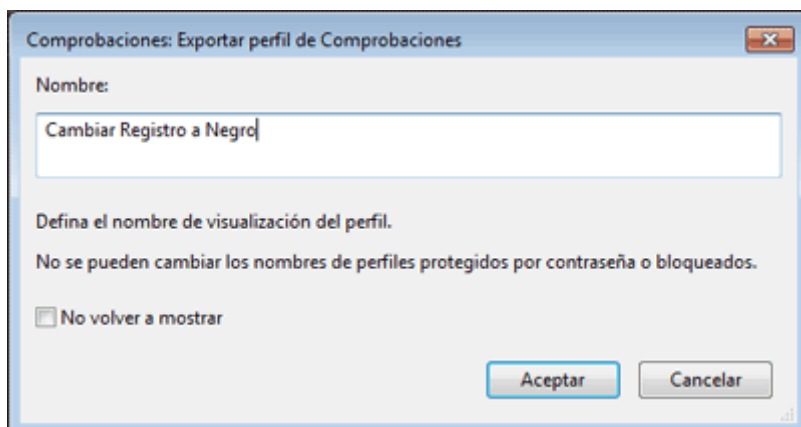 Comprobaciones: Exportar perfil de Comprobaciones
Nombre:
Cambiar Registro a Negro
Defina el nombre de visualización del perfil.
No se pueden cambiar los nombres de perfiles protegidos por contraseña o bloqueados.
No volver a mostrar
Aceptar
Cancelar